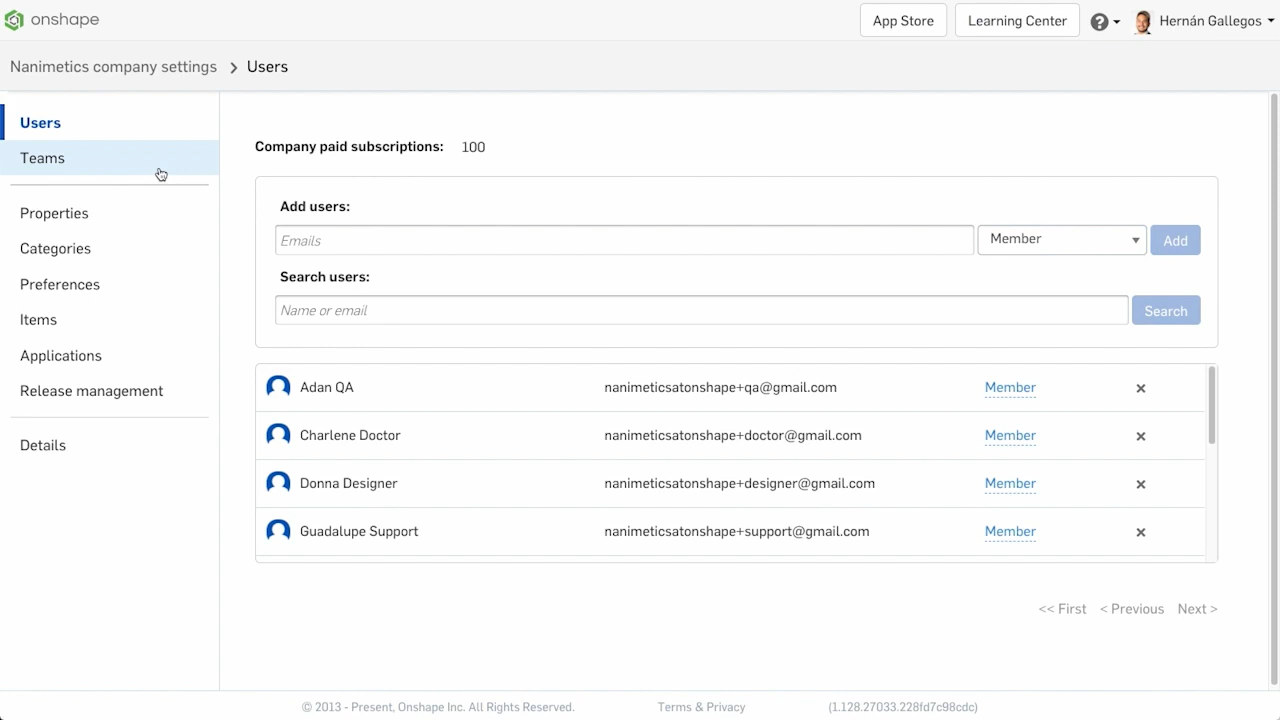 onshape
App Store
Learning Center
Hernán Gallegos
Nanimetics company settings > Users
Users
Teams
Properties
Categories
Preferences
Items
Applications
Release management
Details
Company paid subscriptions: 100
Add users:
Emails
Member
Add
Search users:
Name or email
Search
Adan QA nanimeticsatonshape+qa@gmail.com Member ×
Charlene Doctor nanimeticsatonshape+doctor@gmail.com Member ×
Donna Designer nanimeticsatonshape+designer@gmail.com Member ×
Guadalupe Support nanimeticsatonshape+support@gmail.com Member ×
<< First < Previous Next >
© 2013 - Present, Onshape Inc. All Rights Reserved. Terms & Privacy (1.128.27033.228fd7c98cdc)